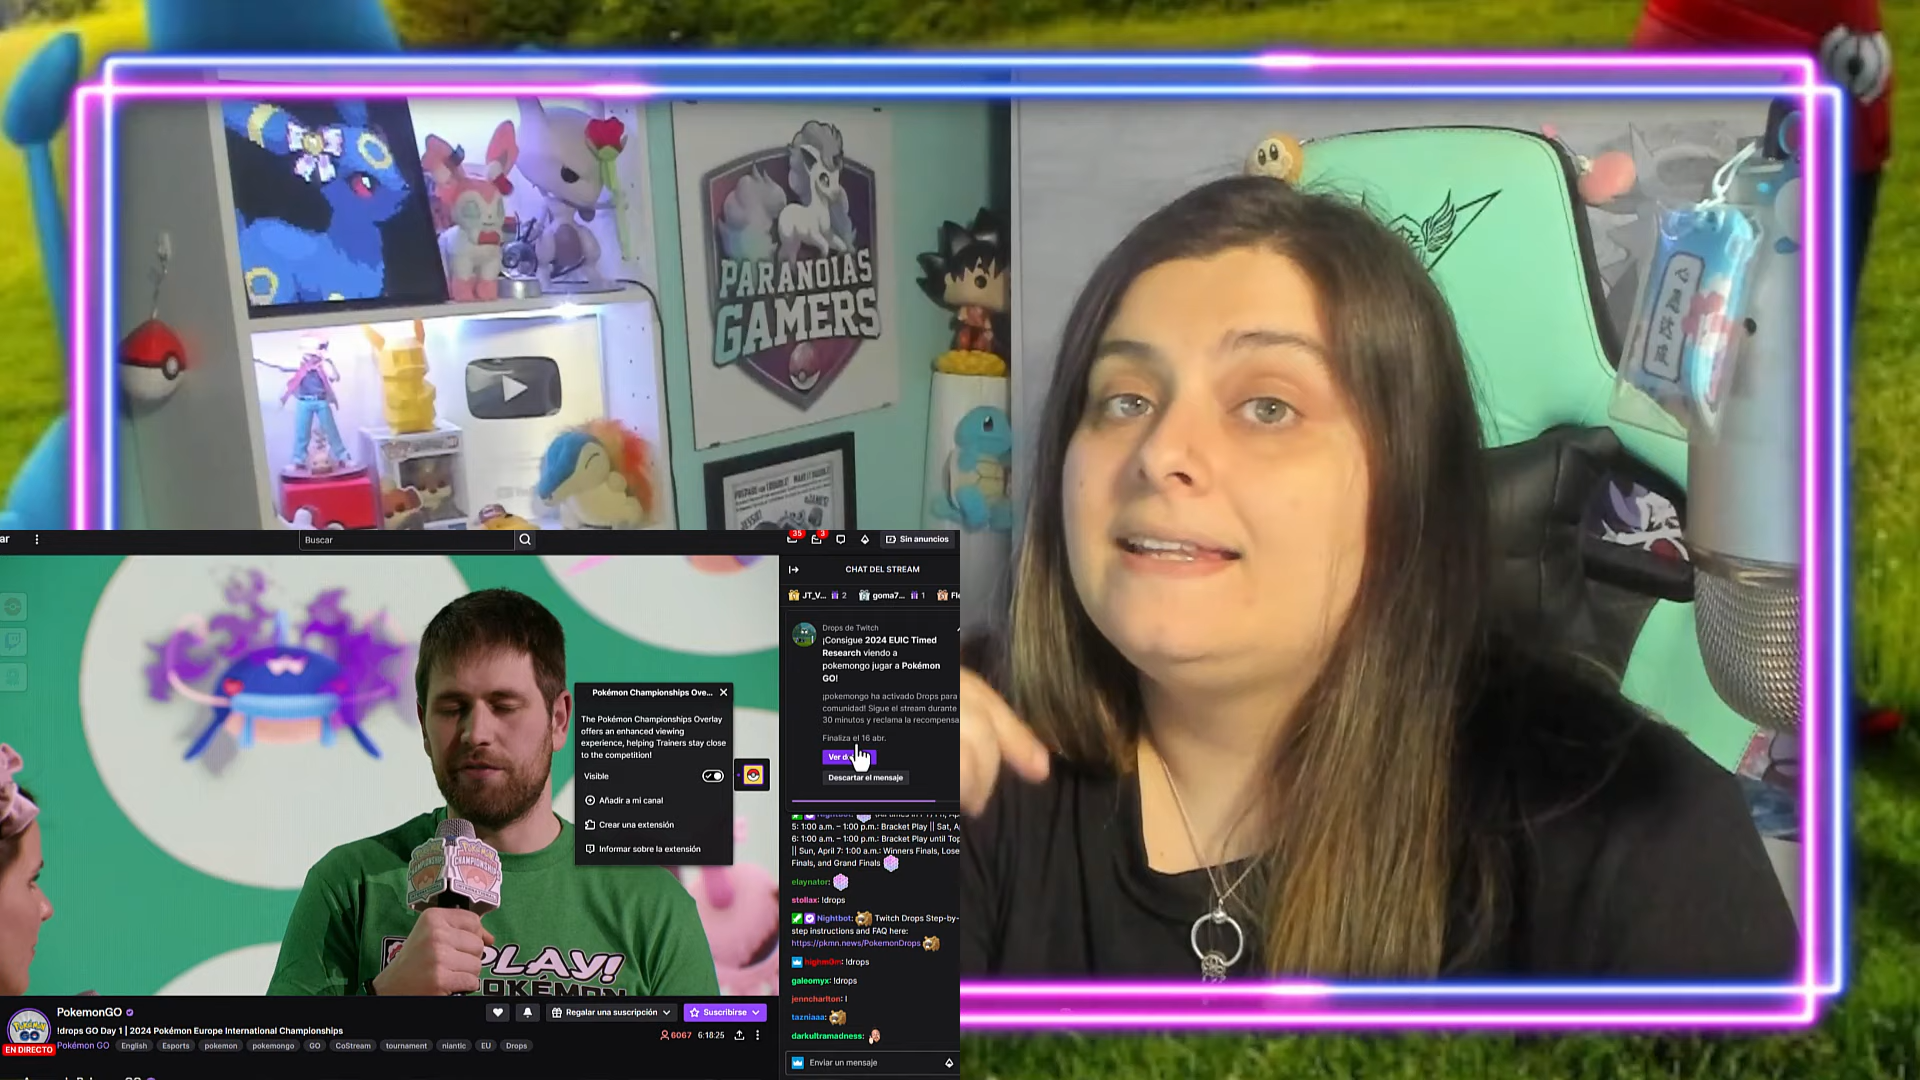 PARANOIAS
GAMERS
Buscar
35
3
Sin anuncios
CHAT DEL STREAM
JT_V... 2
goma7... 1
Drops de Twitch
¡Consigue 2024 EUIC Timed
Research viendo a
pokemongo jugar a Pokémon
GO!
¡pokemongo ha activado Drops para
comunidad! Sigue el stream durante
30 minutos y reclama la recompensa
Finaliza el 16 abr.
Descartar el mensaje
Pokémon Championships Ove...
The Pokémon Championships Overlay
offers an enhanced viewing
experience, helping Trainers stay close
to the competition!
Visible
Añadir a mi canal
Crear una extensión
Informar sobre la extensión
5: 1:00 a.m. – 1:00 p.m.: Bracket Play || Sat, A
6: 1:00 a.m. – 1:00 p.m.: Bracket Play until Top
|| Sun, April 7: 1:00 a.m.: Winners Finals, Lose
Finals, and Grand Finals
elaynator:
stollax: !drops
Nightbot: Twitch Drops Step-by-
step instructions and FAQ here:
https://pkmn.news/PokemonDrops
highm0m: !drops
galeomyx: !drops
jenncharlton: I
tazniaaa:
darkultramadness:
Enviar un mensaje
PLAY!
POKÉMON
PokemonGO
Regalar una suscripción
Suscribirse
!drops GO Day 1 | 2024 Pokémon Europe International Championships
6067 6:18:25
EN DIRECTO
Pokémon GO English Esports pokemon pokemongo GO CoStream tournament niantic EU Drops